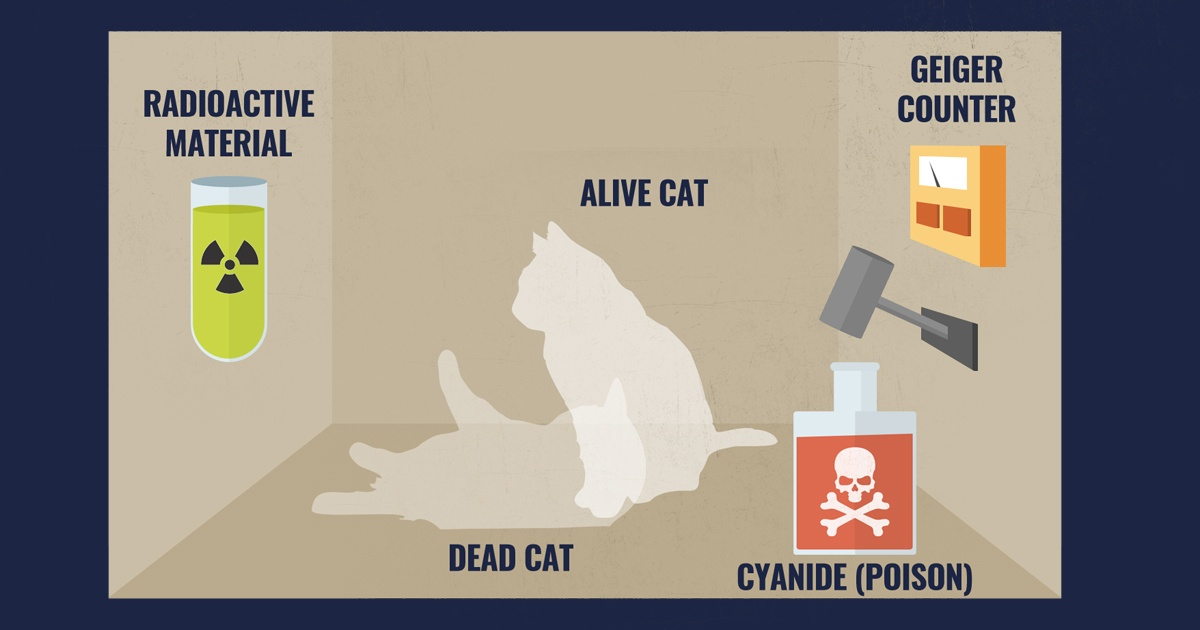 RADIOACTIVE
MATERIAL
GEIGER
COUNTER
ALIVE CAT
DEAD CAT
CYANIDE (POISON)